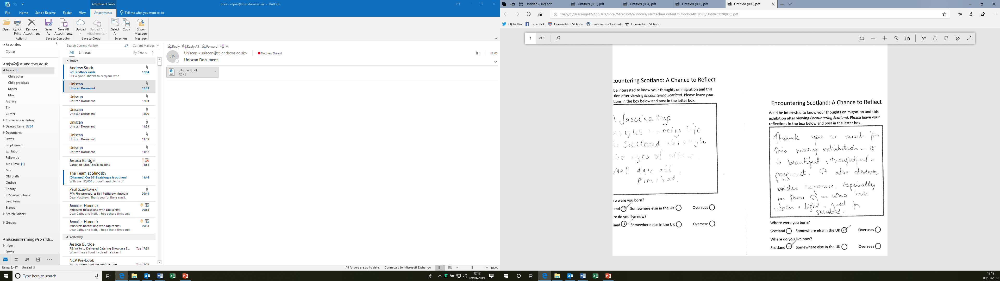 Attachment Tools
Inbox - mjs42@st-andrews.ac.uk - Outlook
File Home Send / Receive Folder View Attachments Tell me what you want to do
Open
Quick Print
Remove Attachment
Save As
Save All Attachments
Upload
Upload All Attachments
Select All
Copy
Show Message
Actions
Save to Computer
Save to Cloud
Selection
Message
Favorites
Clutter
mjs42@st-andrews.ac.uk
Inbox 3
Chile other
Chile practicals
Miami
Misc
Archive
Bin
Clutter
Conversation History
Deleted Items 3704
Documents
Drafts
Employment
Exhibition
Follow up
Junk Email [1]
Misc
Old Drafts
Outbox
Priority
RSS Subscriptions
Sent Items
Starred
Search Folders
Groups
museumlearning@st-andr...
Inbox
Drafts
Search Current Mailbox Current Mailbox
All Unread By Date
Today
Andrew Stuck
Re: Feedback cards 12:04
Hi Everyone Thanks to everyone who
Uniscan
Uniscan Document 12:03
Uniscan
Uniscan Document 12:03
Uniscan
Uniscan Document 12:00
Uniscan
Uniscan Document 11:59
Uniscan
Uniscan Document 11:59
Uniscan
Uniscan Document 11:57
Jessica Burdge
Canceled: MUSA team meeting 11:55
The Team at Slingsby
{Disarmed} Our 2019 catalogue is out now! 11:46
With over 35,000 products and plenty of
Paul Szawlowski
FW: Fire procedures Bell Pettigrew Museum 09:44
Dear Matthew, Thank you for the e-email.
Jennifer Hamrick
Museums hotdesking with Digicomms 09:38
Dear Cathy and Matt, I hope these times suit
Jennifer Hamrick
Museums hotdesking with Digicomms 09:38
Dear Cathy and Matt, I hope these times suit
Yesterday
Jessica Burdge
RE: Invite to Delivered Catering Showcase E... Tue 17:53
When there's food involved he's keen!
NCP Pre-book
Your parking booking confirmation Tue 17:08
Reply Reply All Forward IM
US
Uniscan <uniscan@st-andrews.ac.uk> Matthew Sheard 1 12:00
Uniscan Document
[Untitled].pdf
42 KB
Items: 8,417 Unread: 3
All folders are up to date. Connected to: Microsoft Exchange 100%
Type here to search
12:12
09/01/2019
Untitled (002).pdf Untitled (003).pdf Untitled (004).pdf Untitled (005).pdf Untitled (006).pdf
file:///C:/Users/mjs42/AppData/Local/Microsoft/Windows/INetCache/Content.Outlook/X4KTB535/Untitled%20(006).pdf
(3) Twitter Facebook University of St Andre Sample Size Calculato University of St Andre
1 of 1
countering Scotland: A Chance to Reflect
be interested to know your thoughts on migration and this
tion after viewing Encountering Scotland. Please leave your
tions in the box below and post in the letter box.
fascinating
seeing life
Scotland through
the eyes of others
Well done all
involved!
re were you born?
and Somewhere else in the UK Overseas
re do you live now?
and Somewhere else in the UK Overseas
Encountering Scotland: A Chance to Reflect
We'd be interested to know your thoughts on migration and this
exhibition after viewing Encountering Scotland. Please leave your
reflections in the box below and post in the letter box.
Thank you so much for
this moving exhibition - it
is beautiful + thoughtful +
poignant. It also deserves
wider exposure. Especially
for those of us who take
water + light + quiet for
granted.
Where were you born?
Scotland Somewhere else in the UK Overseas
Where do you live now?
Scotland Somewhere else in the UK Overseas
12:12
09/01/2019